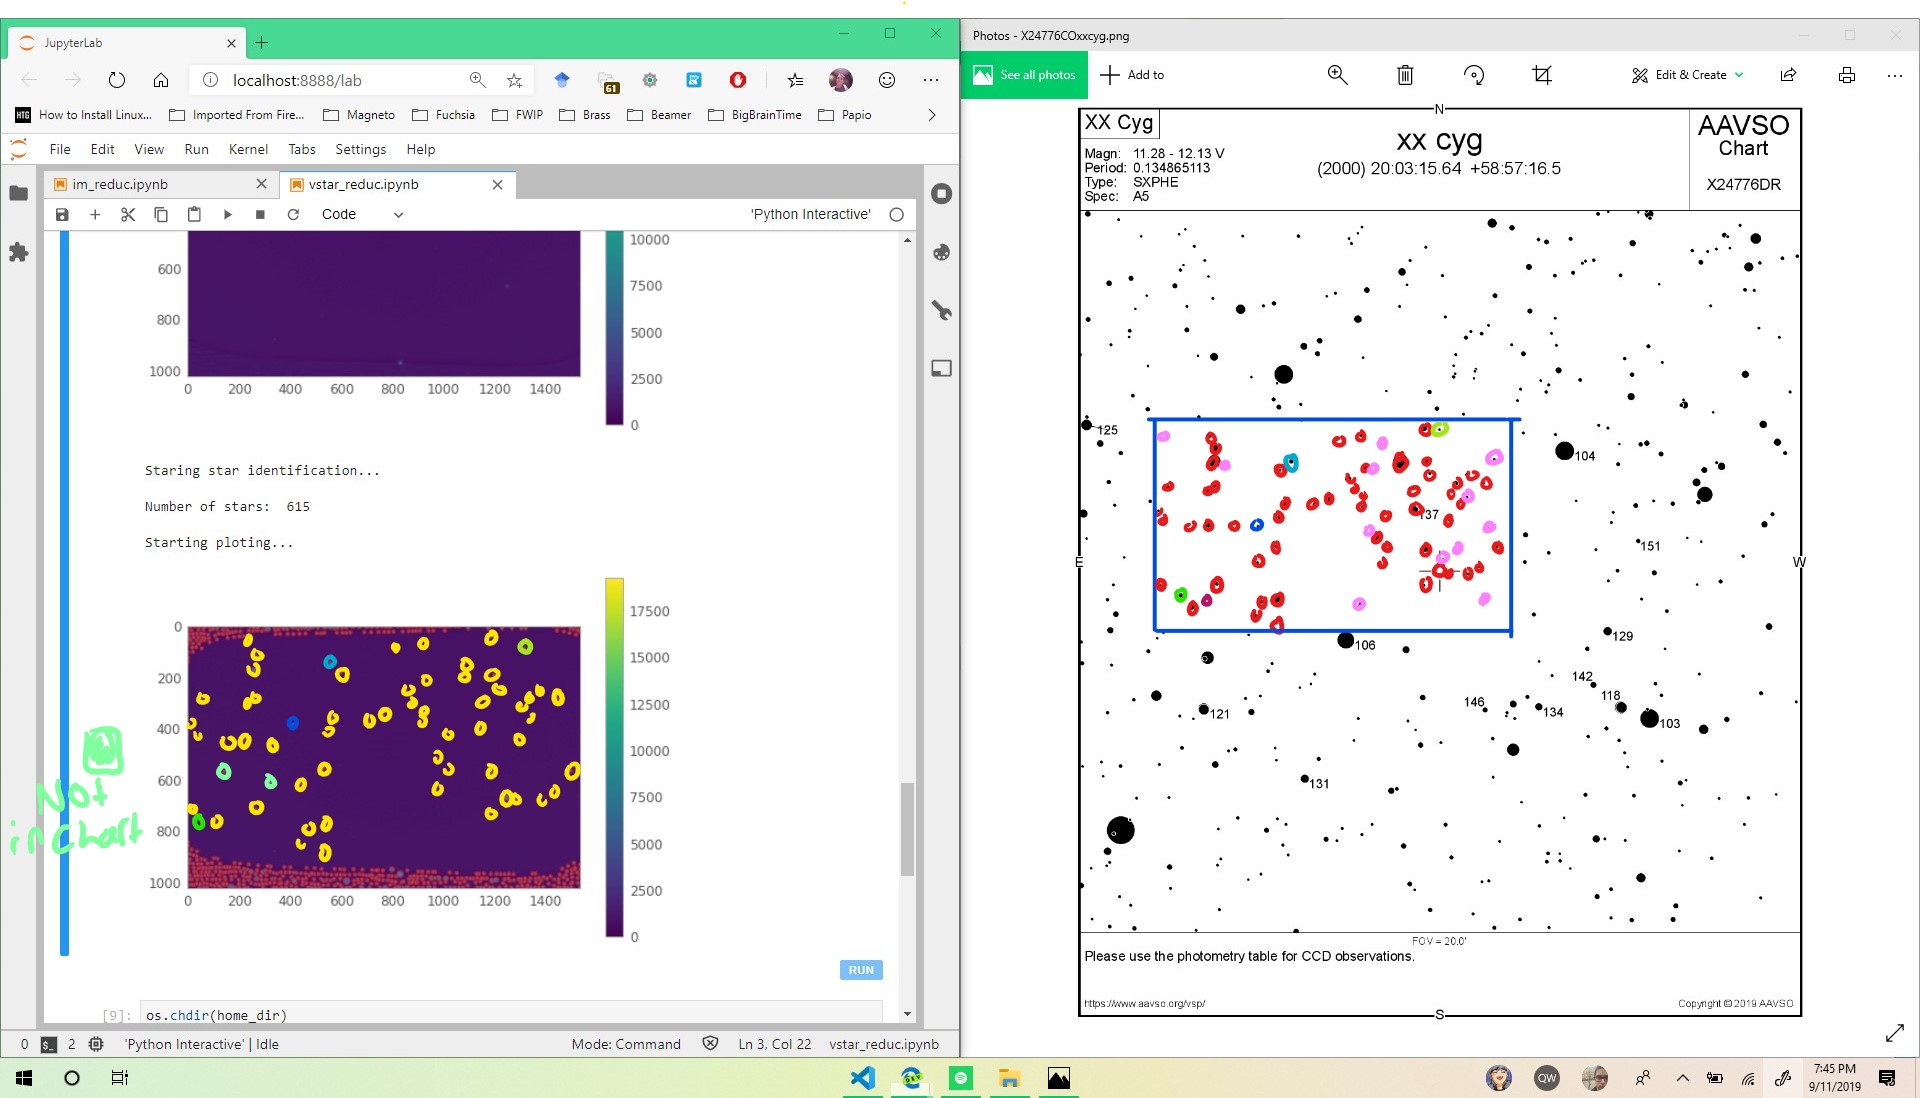 JupyterLab
localhost:8888/lab
61
HTG How to Install Linux... Imported From Fire... Magneto Fuchsia FWIP Brass Beamer BigBrainTime Papio
File Edit View Run Kernel Tabs Settings Help
im_reduc.ipynb vstar_reduc.ipynb
Code 'Python Interactive'
600
800
1000
0 200 400 600 800 1000 1200 1400
10000
7500
5000
2500
0
Staring star identification...
Number of stars: 615
Starting ploting...
0
200
400
600
800
1000
0 200 400 600 800 1000 1200 1400
17500
15000
12500
10000
7500
5000
2500
0
Not
in Chart
RUN
[9]: os.chdir(home_dir)
0 $_ 2 'Python Interactive' | Idle Mode: Command Ln 3, Col 22 vstar_reduc.ipynb
Photos - X24776COxxcyg.png
See all photos Add to Edit & Create
N
XX Cyg
Magn: 11.28 - 12.13 V
Period: 0.134865113
Type: SXPHE
Spec: A5
xx cyg
(2000) 20:03:15.64 +58:57:16.5
AAVSO
Chart
X24776DR
125
104
137
151
E
W
129
106
142
118
121
146
134
103
131
FOV = 20.0'
Please use the photometry table for CCD observations.
https://www.aavso.org/vsp/ Copyright © 2019 AAVSO
S
DEV
QW
7:45 PM
9/11/2019